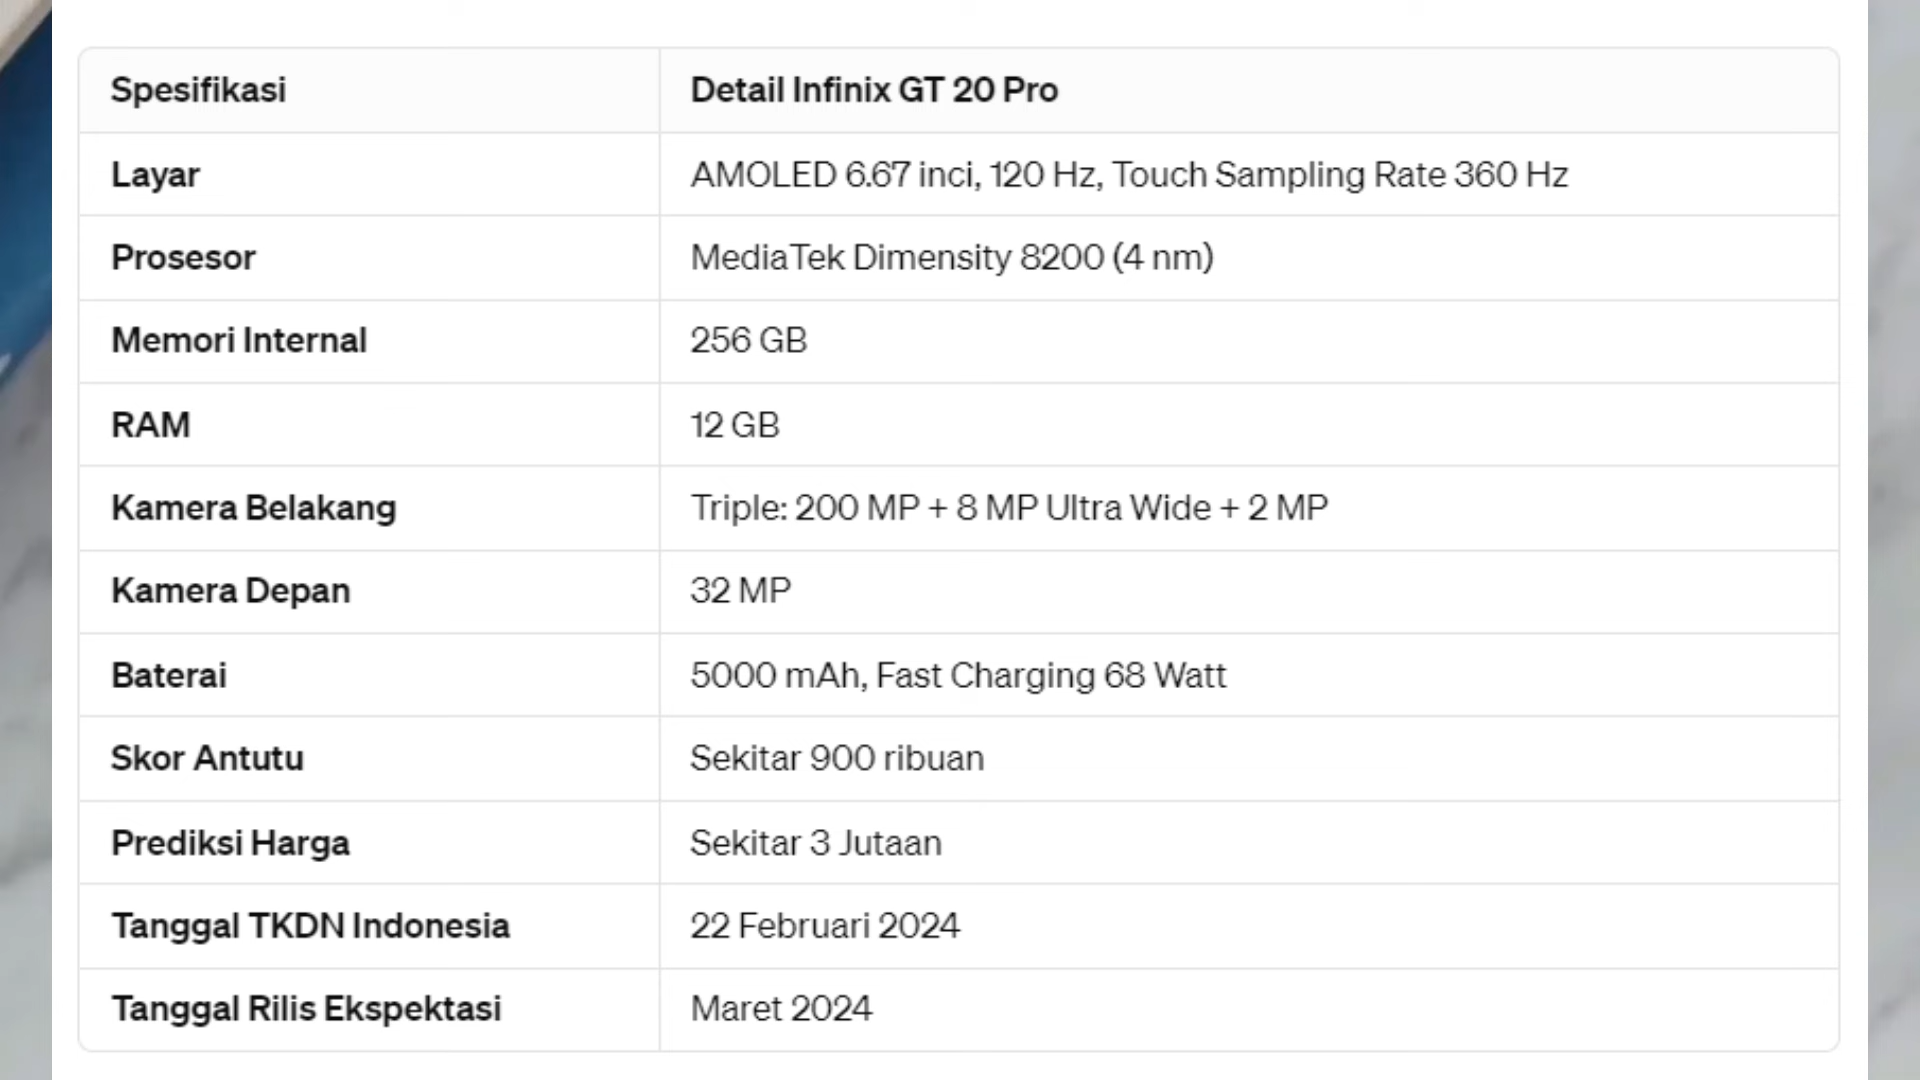 Spesifikasi Detail Infinix GT 20 Pro
Layar AMOLED 6.67 inci, 120 Hz, Touch Sampling Rate 360 Hz
Prosesor MediaTek Dimensity 8200 (4 nm)
Memori Internal 256 GB
RAM 12 GB
Kamera Belakang Triple: 200 MP + 8 MP Ultra Wide + 2 MP
Kamera Depan 32 MP
Baterai 5000 mAh, Fast Charging 68 Watt
Skor Antutu Sekitar 900 ribuan
Prediksi Harga Sekitar 3 Jutaan
Tanggal TKDN Indonesia 22 Februari 2024
Tanggal Rilis Ekspektasi Maret 2024